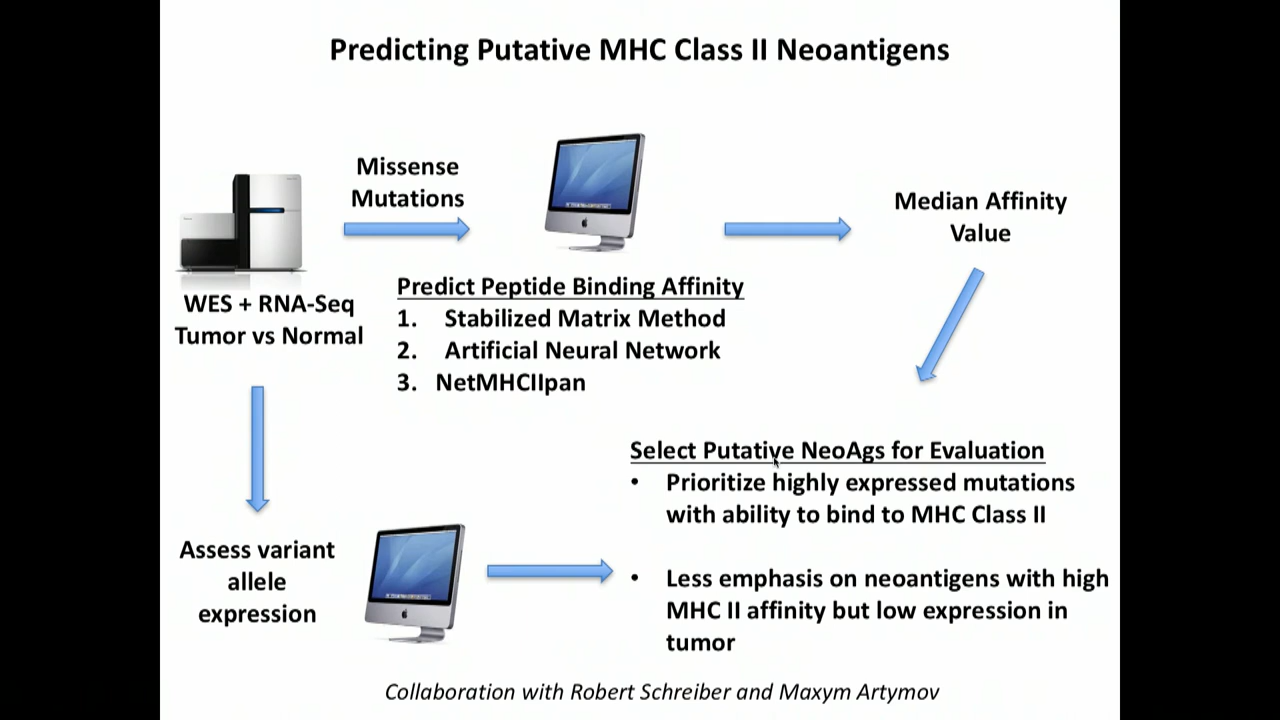 Predicting Putative MHC Class II Neoantigens
Missense
Mutations
Median Affinity
Value
WES + RNA-Seq
Tumor vs Normal
Predict Peptide Binding Affinity
1. Stabilized Matrix Method
2. Artificial Neural Network
3. NetMHCIIpan
Select Putative NeoAgs for Evaluation
• Prioritize highly expressed mutations
with ability to bind to MHC Class II
Assess variant
allele
expression
• Less emphasis on neoantigens with high
MHC II affinity but low expression in
tumor
Collaboration with Robert Schreiber and Maxym Artymov